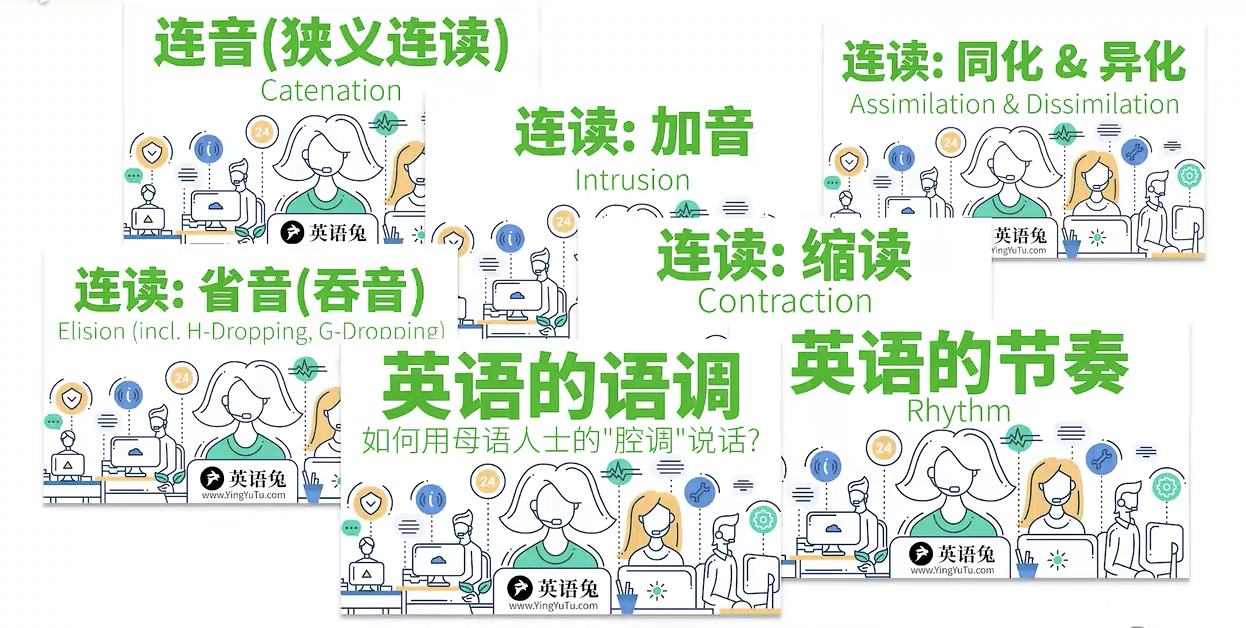 连音(狭义连读)
Catenation
24
英语兔
连读: 加音
Intrusion
24
连读: 同化 & 异化
Assimilation & Dissimilation
24
英语兔
www.YingYuTu.com
连读: 省音(吞音)
Elision (incl. H-Dropping, G-Dropping)
24
英语兔
www.YingYuTu.com
连读: 缩读
Contraction
英语的语调
如何用母语人士的"腔调"说话?
24
英语兔
www.YingYuTu.com
英语的节奏
Rhythm
24
英语兔
www.YingYuTu.com